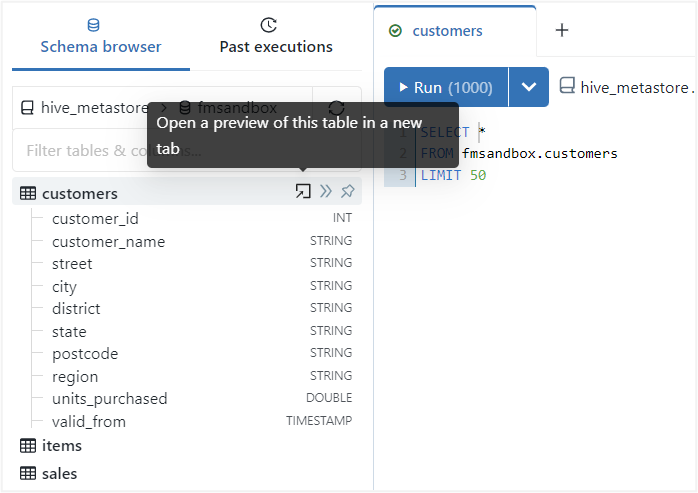 Schema browser
Past executions
hive_metastore > fmsandbox
Open a preview of this table in a new
tab
Filter tables & columns...
customers
customer_id INT
customer_name STRING
street STRING
city STRING
district STRING
state STRING
postcode STRING
region STRING
units_purchased DOUBLE
valid_from TIMESTAMP
items
sales
customers
+
Run (1000)
hive_metastore .
1 SELECT *
2 FROM fmsandbox.customers
3 LIMIT 50